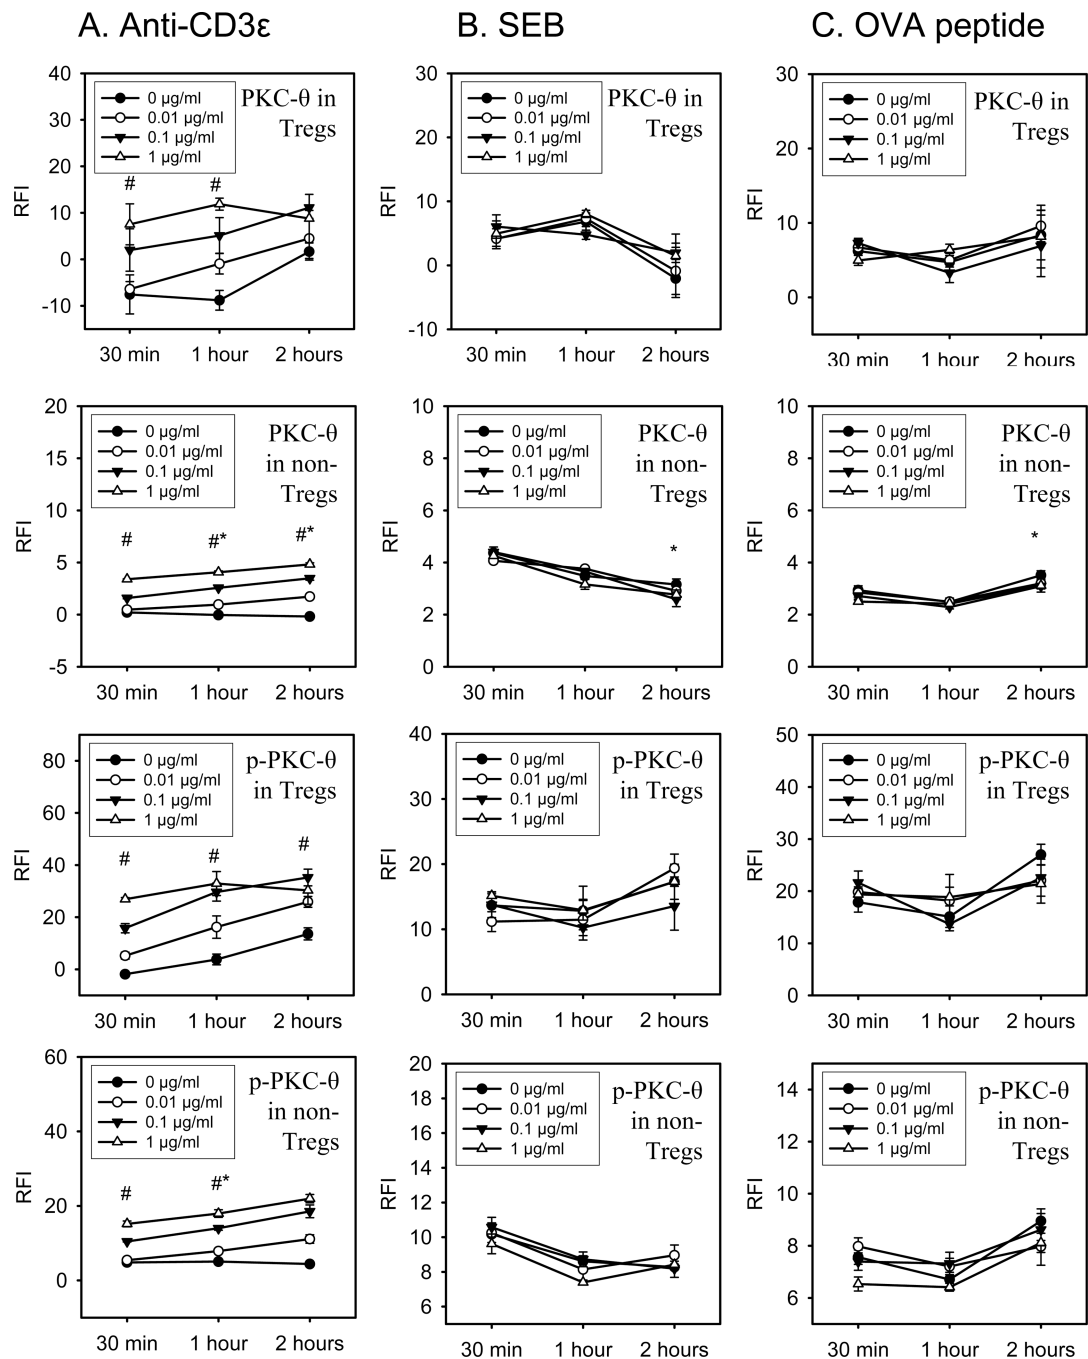 A. Anti-CD3ε
B. SEB
C. OVA peptide
40
30
20
10
0
-10
RFI
0 µg/ml
0.01 µg/ml
0.1 µg/ml
1 µg/ml
PKC-θ in
Tregs
#
#
30 min
1 hour
2 hours
30
20
10
0
-10
RFI
0 µg/ml
0.01 µg/ml
0.1 µg/ml
1 µg/ml
PKC-θ in
Tregs
30 min
1 hour
2 hours
30
20
10
0
RFI
0 µg/ml
0.01 µg/ml
0.1 µg/ml
1 µg/ml
PKC-θ in
Tregs
30 min
1 hour
2 hours
20
15
10
5
0
-5
RFI
0 µg/ml
0.01 µg/ml
0.1 µg/ml
1 µg/ml
PKC-θ
in non-
Tregs
#
#*
#*
30 min
1 hour
2 hours
10
8
6
4
2
0
RFI
0 µg/ml
0.01 µg/ml
0.1 µg/ml
1 µg/ml
PKC-θ
in non-
Tregs
*
30 min
1 hour
2 hours
10
8
6
4
2
0
RFI
0 µg/ml
0.01 µg/ml
0.1 µg/ml
1 µg/ml
PKC-θ
in non-
Tregs
*
30 min
1 hour
2 hours
80
60
40
20
0
RFI
0 µg/ml
0.01 µg/ml
0.1 µg/ml
1 µg/ml
p-PKC-θ
in Tregs
#
#
#
30 min
1 hour
2 hours
40
30
20
10
0
RFI
0 µg/ml
0.01 µg/ml
0.1 µg/ml
1 µg/ml
p-PKC-θ
in Tregs
30 min
1 hour
2 hours
50
40
30
20
10
0
RFI
0 µg/ml
0.01 µg/ml
0.1 µg/ml
1 µg/ml
p-PKC-θ
in Tregs
30 min
1 hour
2 hours
60
40
20
0
RFI
0 µg/ml
0.01 µg/ml
0.1 µg/ml
1 µg/ml
p-PKC-θ
in non-
Tregs
#
#*
30 min
1 hour
2 hours
20
18
16
14
12
10
8
6
RFI
0 µg/ml
0.01 µg/ml
0.1 µg/ml
1 µg/ml
p-PKC-θ
in non-
Tregs
30 min
1 hour
2 hours
14
12
10
8
6
RFI
0 µg/ml
0.01 µg/ml
0.1 µg/ml
1 µg/ml
p-PKC-θ
in non-
Tregs
30 min
1 hour
2 hours